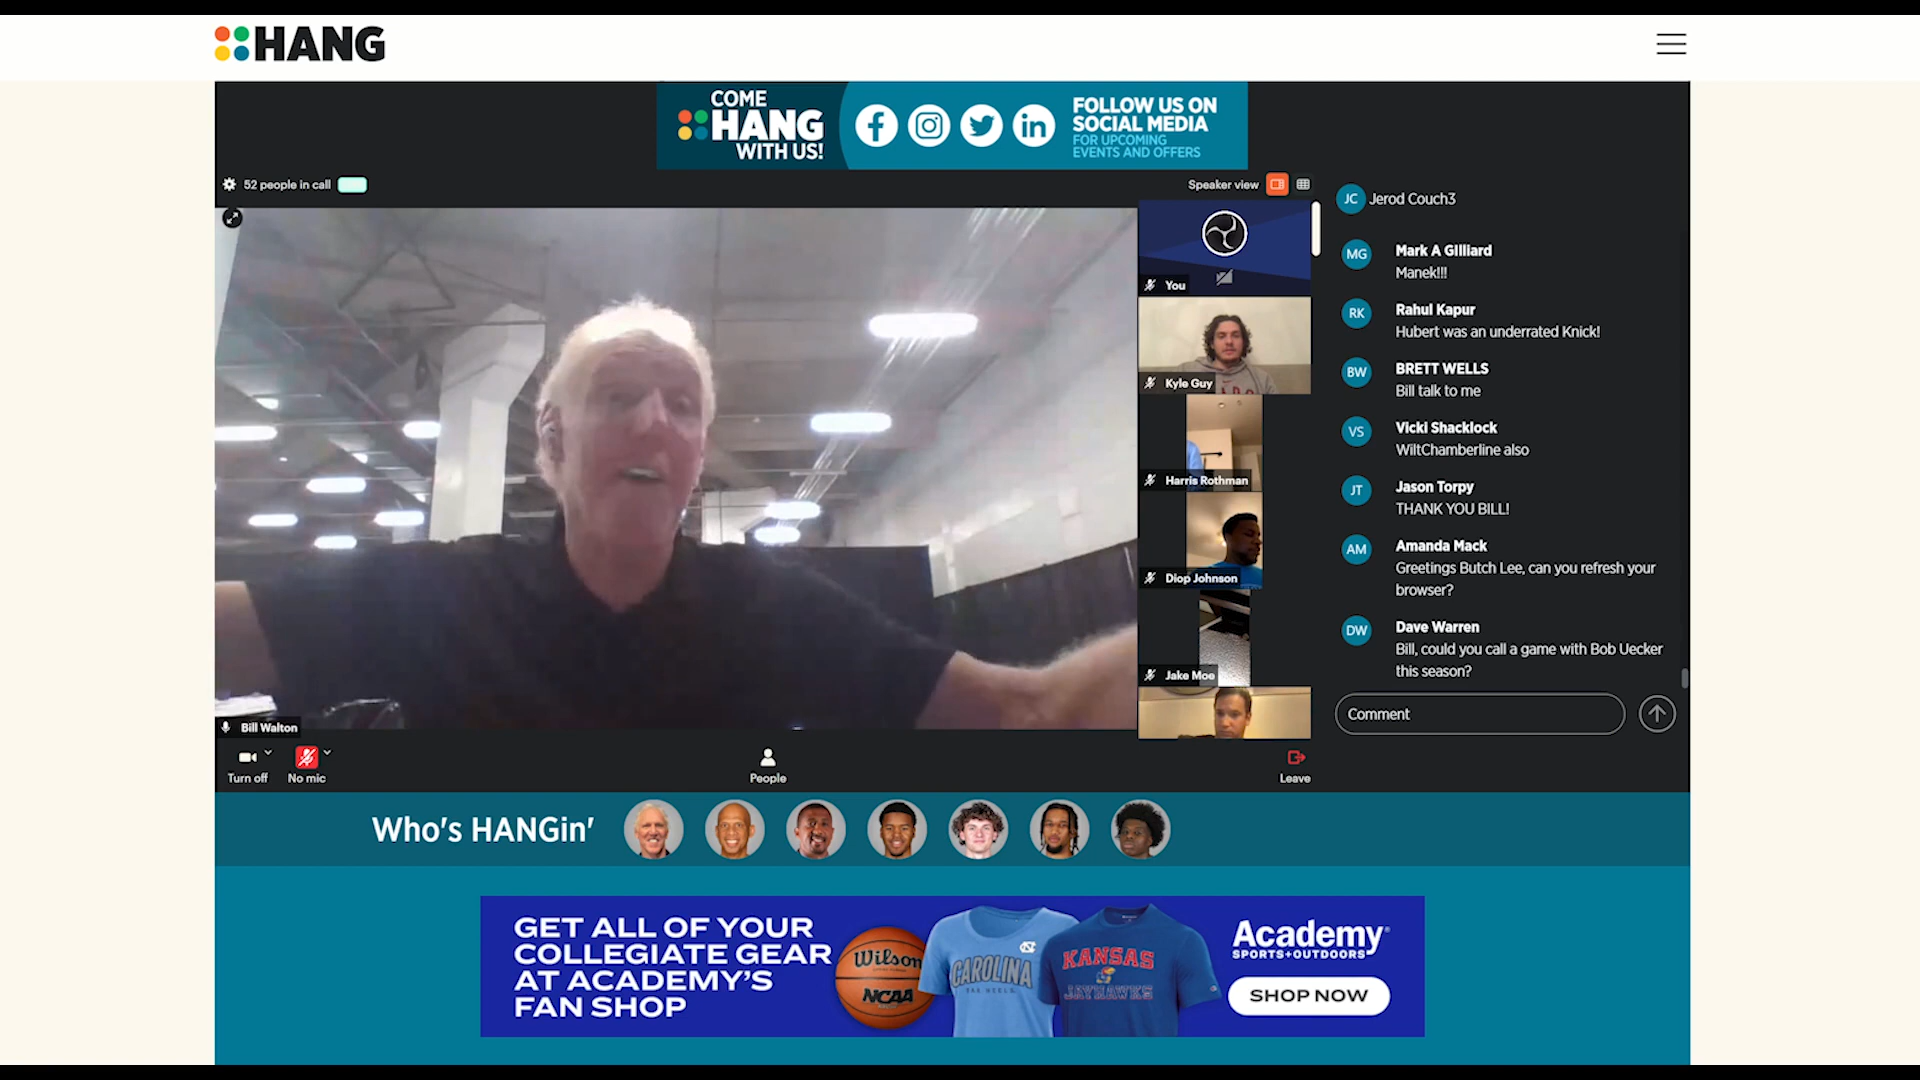 HANG
COME
HANG
WITH US!
FOLLOW US ON
SOCIAL MEDIA
FOR UPCOMING
EVENTS AND OFFERS
52 people in call
Speaker view
You
Kyle Guy
Harris Rothman
Diop Johnson
Jake Moe
Bill Walton
Turn off
No mic
People
Leave
JC Jerod Couch3
MG Mark A GIlliard
Manek!!!
RK Rahul Kapur
Hubert was an underrated Knick!
BW BRETT WELLS
Bill talk to me
VS Vicki Shacklock
WiltChamberline also
JT Jason Torpy
THANK YOU BILL!
AM Amanda Mack
Greetings Butch Lee, can you refresh your
browser?
DW Dave Warren
Bill, could you call a game with Bob Uecker
this season?
Comment
Who's HANGin'
GET ALL OF YOUR
COLLEGIATE GEAR
AT ACADEMY'S
FAN SHOP
Wilson
NCAA
CAROLINA
TAR HEELS
KANSAS
JAYHAWKS
Academy
SPORTS+OUTDOORS
SHOP NOW